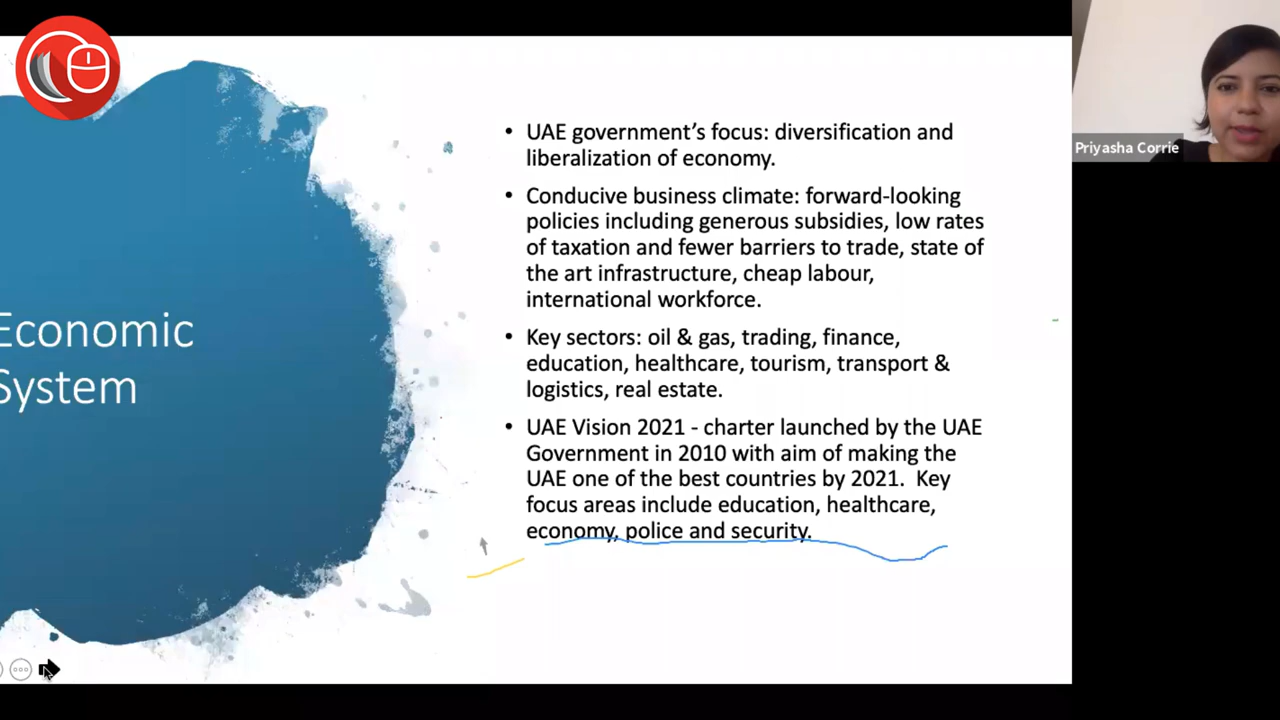 Economic
System
• UAE government’s focus: diversification and
liberalization of economy.
• Conducive business climate: forward-looking
policies including generous subsidies, low rates
of taxation and fewer barriers to trade, state of
the art infrastructure, cheap labour,
international workforce.
• Key sectors: oil & gas, trading, finance,
education, healthcare, tourism, transport &
logistics, real estate.
• UAE Vision 2021 - charter launched by the UAE
Government in 2010 with aim of making the
UAE one of the best countries by 2021.  Key
focus areas include education, healthcare,
economy, police and security.
Priyasha Corrie